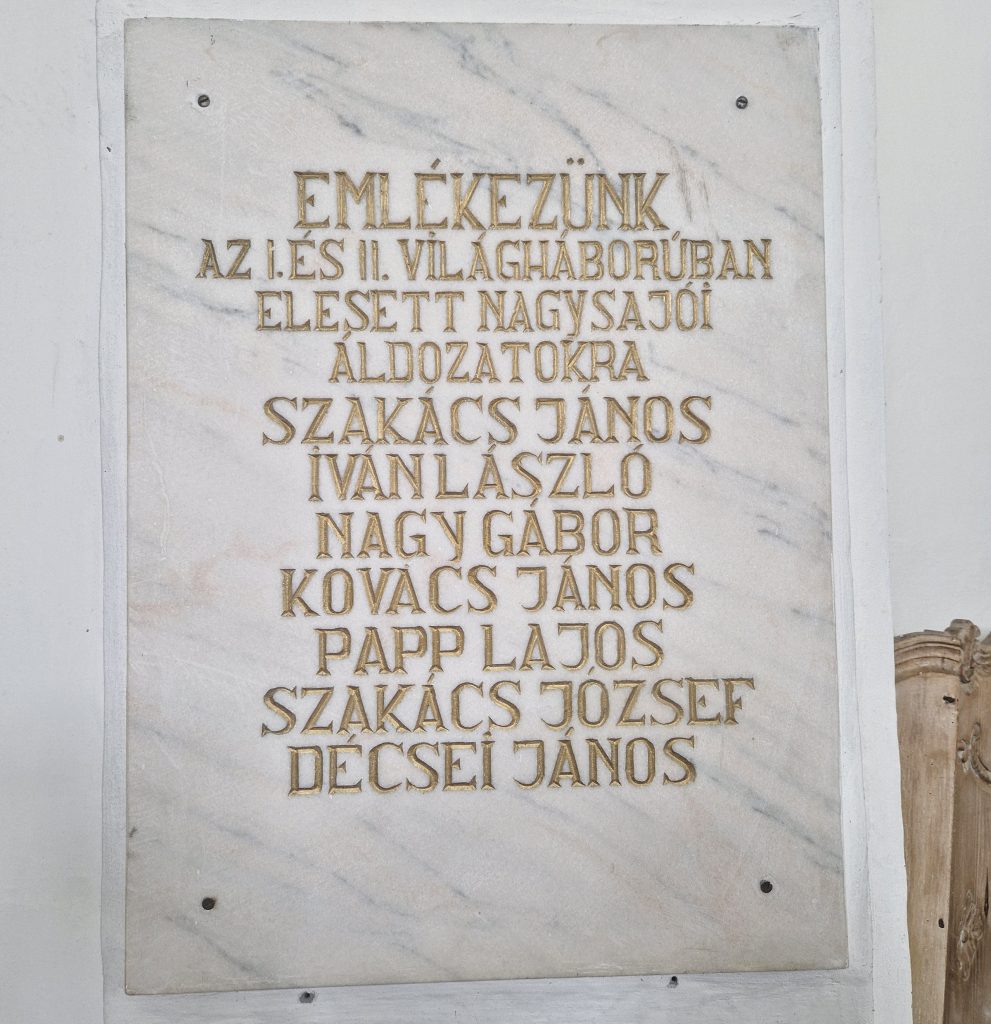 EMLÉKEZÜNK
AZ I. ÉS II. VILÁGHÁBORÚBAN
ELESETT NAGYSAJÓI
ÁLDOZATOKRA
SZAKÁCS JÁNOS
IVÁN LÁSZLÓ
NAGY GÁBOR
KOVÁCS JÁNOS
PAPP LAJOS
SZAKÁCS JÓZSEF
DÉCSEI JÁNOS